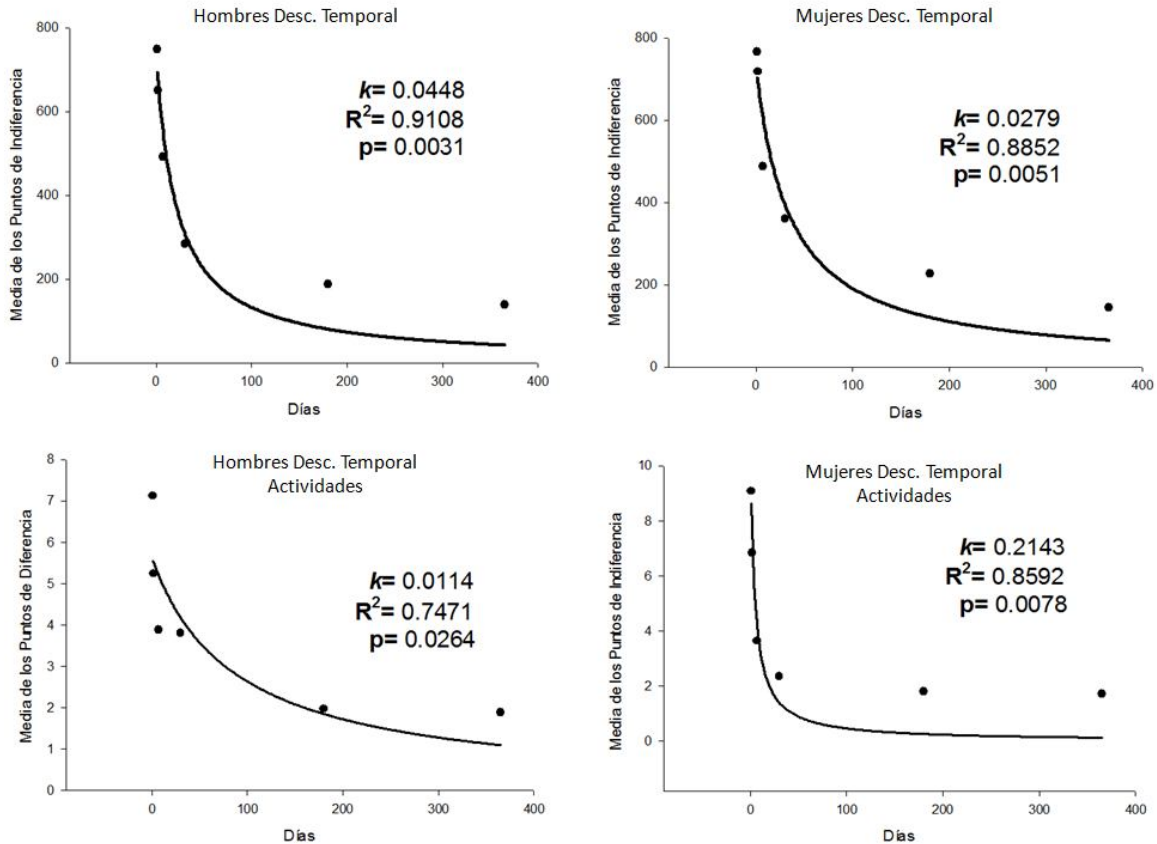 Hombres Desc. Temporal
800
600
400
200
0
Media de los Puntos de Indiferencia
k= 0.0448
R²= 0.9108
p= 0.0031
0
100
200
300
400
Días
Mujeres Desc. Temporal
800
600
400
200
0
Media de los Puntos de Indiferencia
k= 0.0279
R²= 0.8852
p= 0.0051
0
100
200
300
400
Días
Hombres Desc. Temporal
Actividades
8
7
6
5
4
3
2
1
0
Media de los Puntos de Diferencia
k= 0.0114
R²= 0.7471
p= 0.0264
0
100
200
300
400
Días
Mujeres Desc. Temporal
Actividades
10
8
6
4
2
0
Media de los Puntos de Indiferencia
k= 0.2143
R²= 0.8592
p= 0.0078
0
100
200
300
400
Días